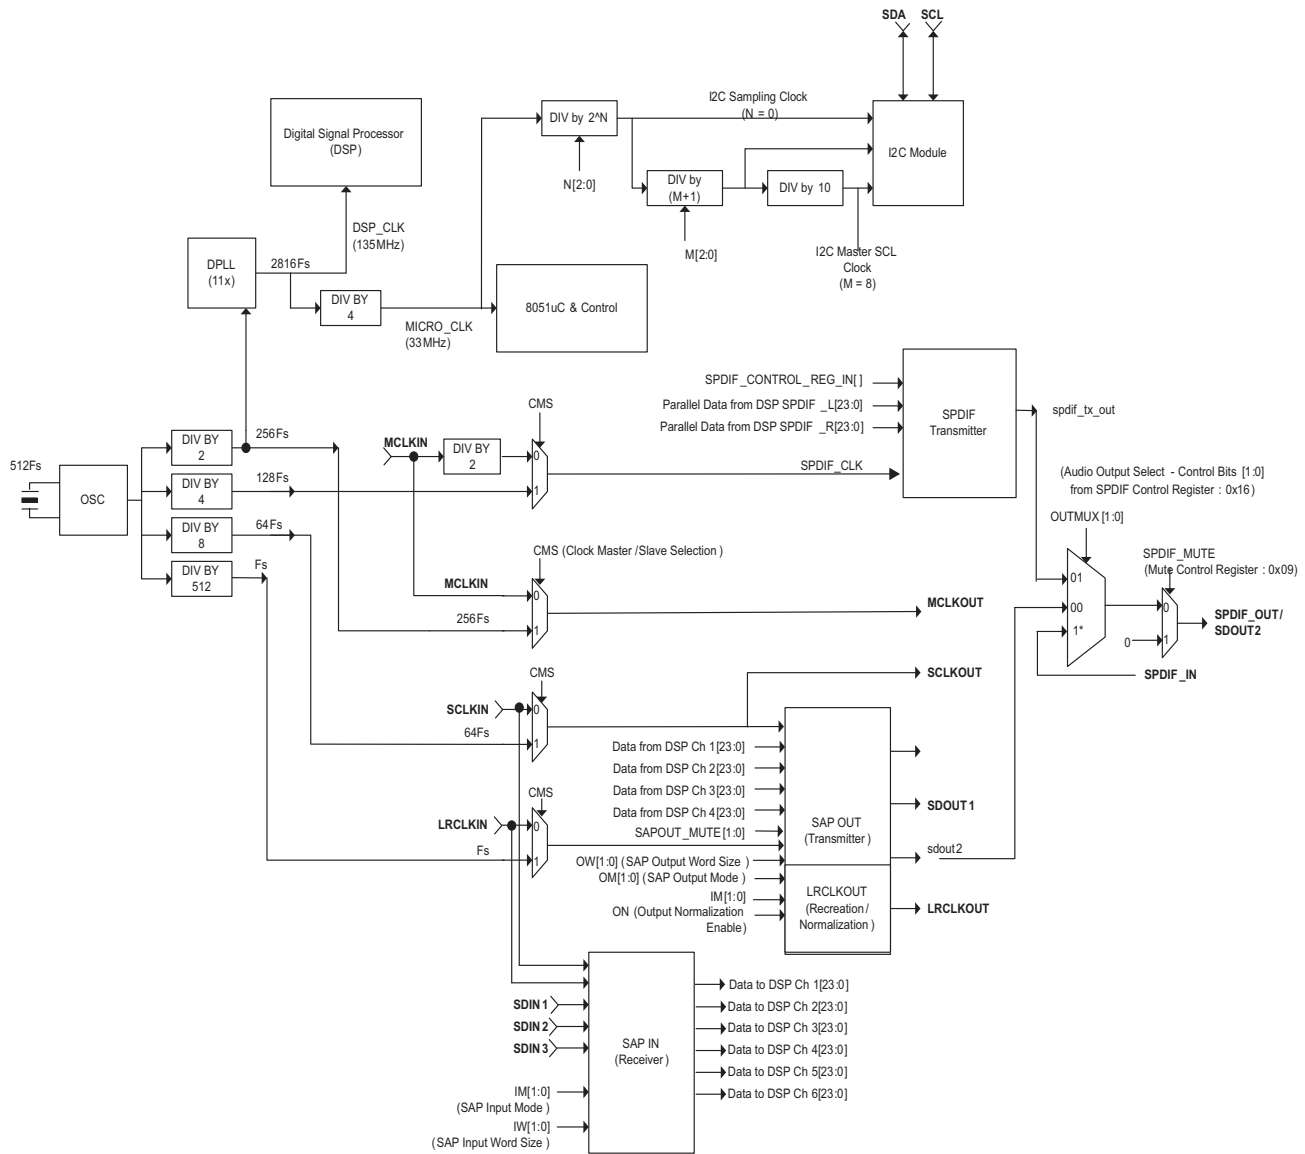 SDA SCL
I2C Sampling Clock
(N = 0)
DIV by 2^N
Digital Signal Processor
(DSP)
I2C Module
N[2:0]
DIV by
(M+1)
DIV by 10
DSP_CLK
(135MHz)
M[2:0]
I2C Master SCL
Clock
(M = 8)
DPLL
(11x)
2816Fs
DIV BY
4
8051uC & Control
MICRO_CLK
(33MHz)
SPDIF_CONTROL_REG_IN[ ]
Parallel Data from DSP SPDIF _L[23:0]
Parallel Data from DSP SPDIF _R[23:0]
SPDIF
Transmitter
spdif_tx_out
CMS
MCLKIN
DIV BY
2
0
1
SPDIF_CLK
512Fs
OSC
DIV BY
2
256Fs
DIV BY
4
128Fs
DIV BY
8
64Fs
DIV BY
512
Fs
(Audio Output Select - Control Bits [1:0]
from SPDIF Control Register : 0x16)
OUTMUX[1:0]
SPDIF_MUTE
(Mute Control Register : 0x09)
01
00
1*
0
1
0
SPDIF_OUT/
SDOUT2
SPDIF_IN
CMS (Clock Master /Slave Selection )
MCLKIN
0
256Fs
1
MCLKOUT
CMS
SCLKIN
0
64Fs
1
SCLKOUT
Data from DSP Ch 1[23:0]
Data from DSP Ch 2[23:0]
Data from DSP Ch 3[23:0]
Data from DSP Ch 4[23:0]
SAPOUT_MUTE[1:0]
OW[1:0] (SAP Output Word Size )
OM[1:0] (SAP Output Mode )
IM[1:0]
ON (Output Normalization
Enable)
SAP OUT
(Transmitter )
LRCLKOUT
(Recreation /
Normalization )
SDOUT1
sdout2
LRCLKOUT
CMS
LRCLKIN
0
Fs
1
SDIN1
SDIN2
SDIN3
IM[1:0]
(SAP Input Mode )
IW[1:0]
(SAP Input Word Size )
SAP IN
(Receiver )
Data to DSP Ch 1[23:0]
Data to DSP Ch 2[23:0]
Data to DSP Ch 3[23:0]
Data to DSP Ch 4[23:0]
Data to DSP Ch 5[23:0]
Data to DSP Ch 6[23:0]